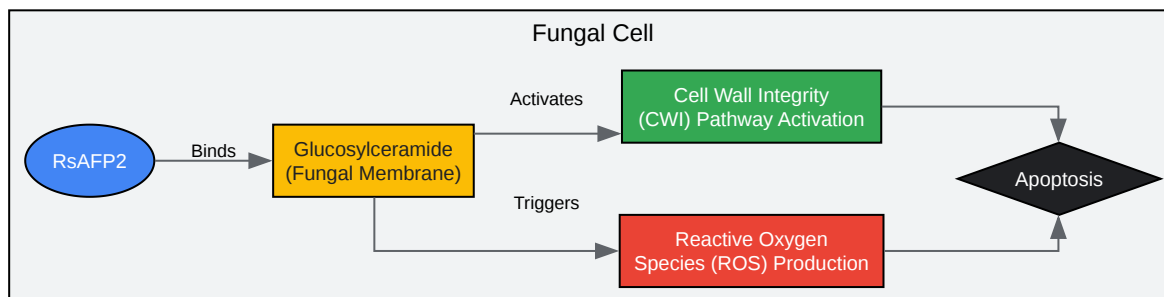 Fungal Cell
RsAFP2
Binds
Glucosylceramide
(Fungal Membrane)
Activates
Cell Wall Integrity
(CWI) Pathway Activation
Triggers
Reactive Oxygen
Species (ROS) Production
Apoptosis